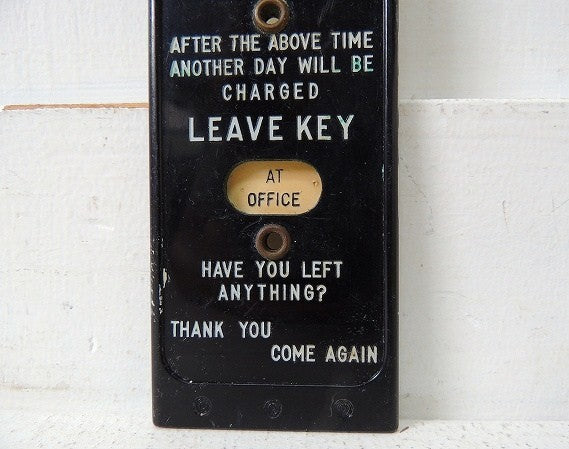 AFTER THE ABOVE TIME
ANOTHER DAY WILL BE
CHARGED
LEAVE KEY
AT
OFFICE
HAVE YOU LEFT
ANYTHING?
THANK YOU
COME AGAIN